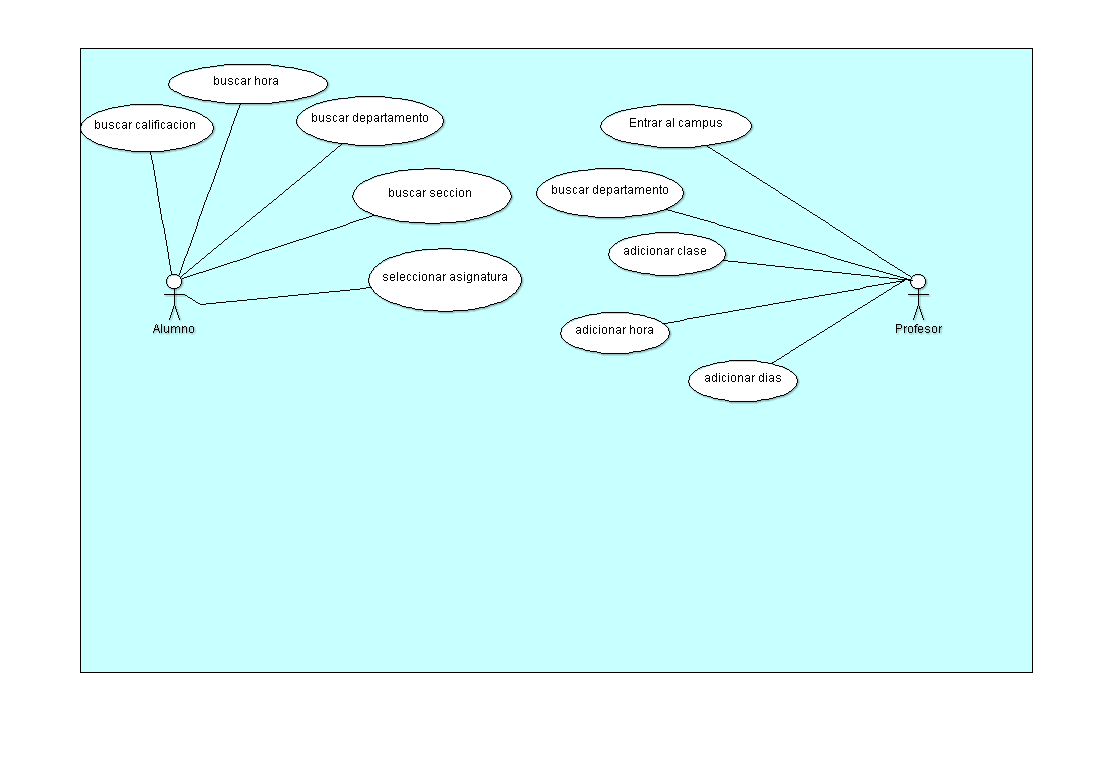 buscar hora
buscar calificacion
buscar departamento
buscar seccion
seleccionar asignatura
Alumno
Entrar al campus
buscar departamento
adicionar clase
adicionar hora
adicionar dias
Profesor